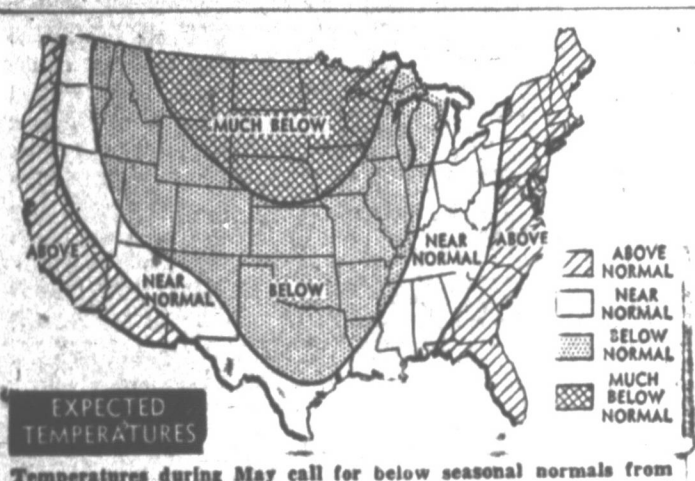 MUCH BELOW
ABOVE
NEAR
NORMAL
BELOW
NEAR
NORMAL
ABOVE
ABOVE
NORMAL
NEAR
NORMAL
BELOW
NORMAL
MUCH
BELOW
NORMAL
EXPECTED
TEMPERATURES
Temperatures during May call for below seasonal normals from